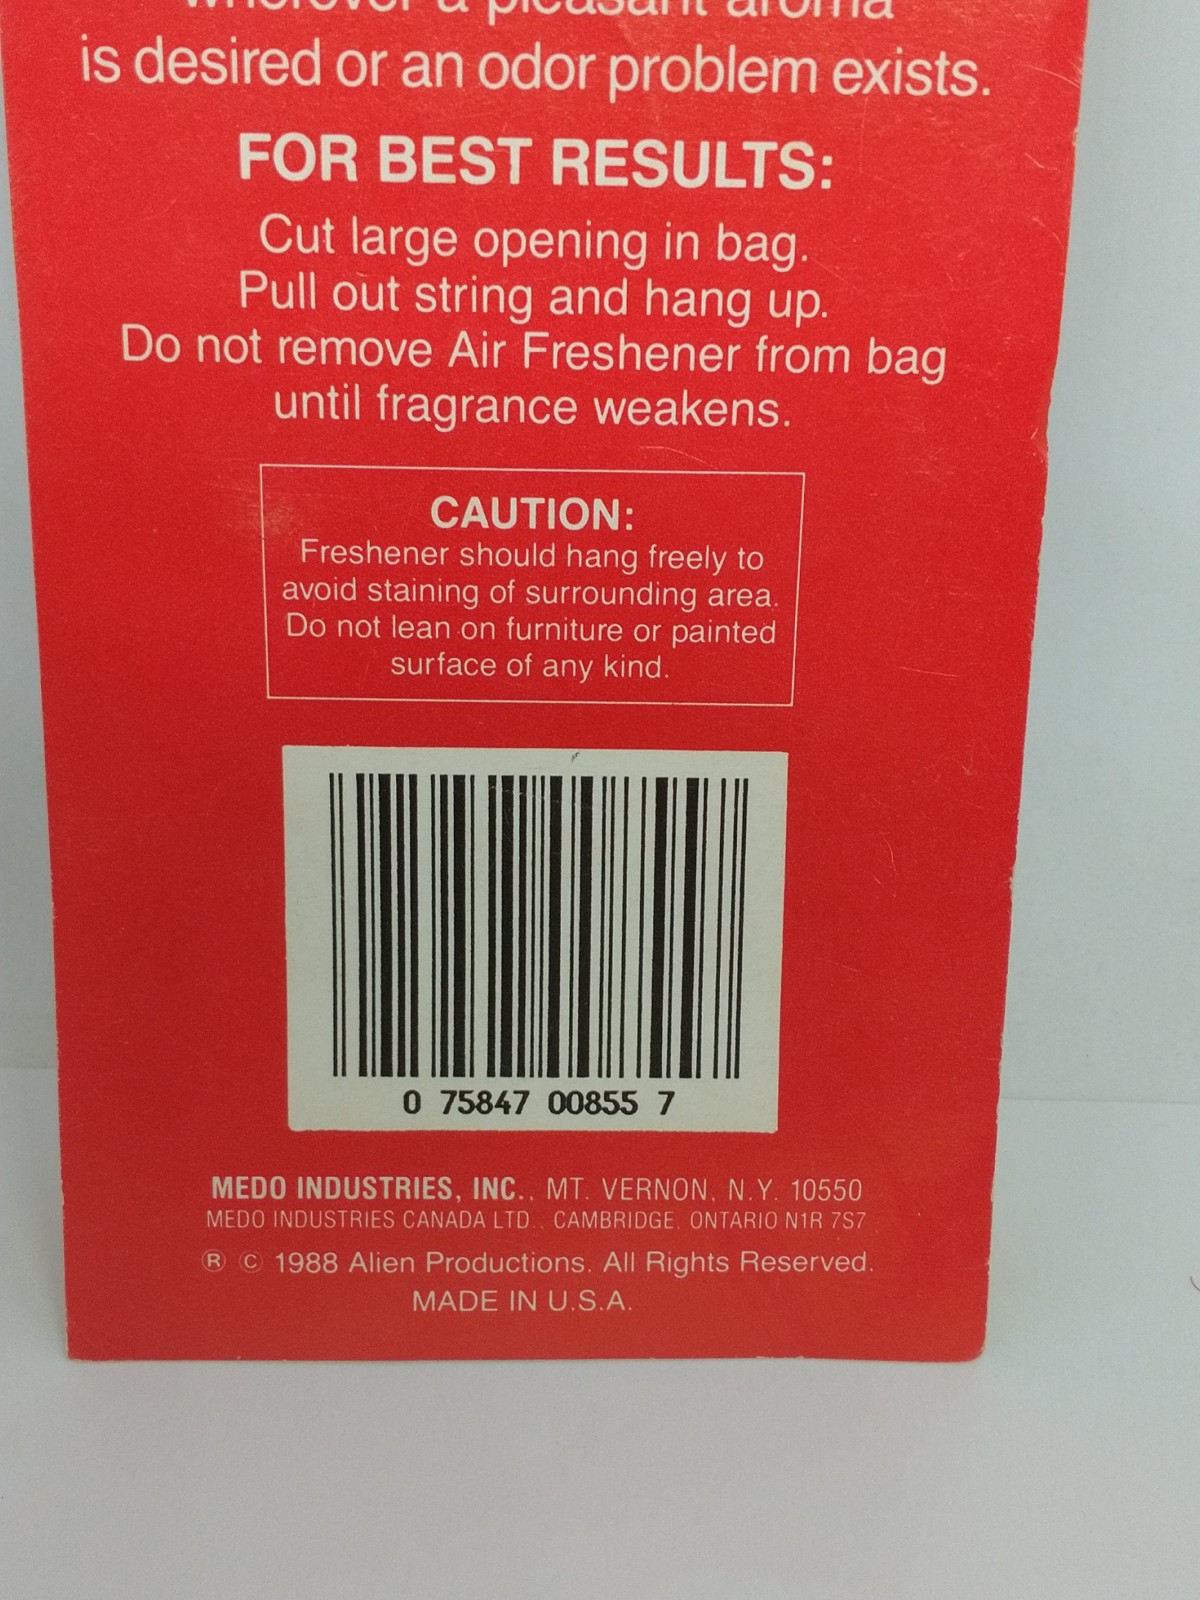 wherever a pleasant aroma
is desired or an odor problem exists.
FOR BEST RESULTS:
Cut large opening in bag.
Pull out string and hang up.
Do not remove Air Freshener from bag
until fragrance weakens.
CAUTION:
Freshener should hang freely to
avoid staining of surrounding area.
Do not lean on furniture or painted
surface of any kind.
0 75847 00855 7
MEDO INDUSTRIES, INC., MT. VERNON, N.Y. 10550
MEDO INDUSTRIES CANADA LTD., CAMBRIDGE, ONTARIO N1R 7S7
® © 1988 Alien Productions. All Rights Reserved.
MADE IN U.S.A.